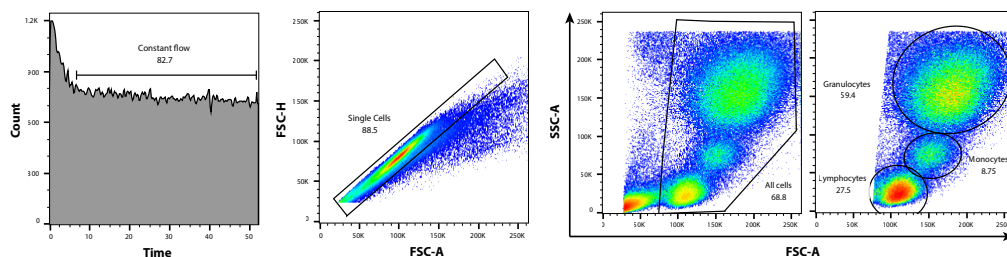 1.2K
900
600
300
0
Count
Constant flow
82.7
0 10 20 30 40 50
Time
250K
200K
150K
100K
50K
0
FSC-H
Single Cells
88.5
0 50K 100K 150K 200K 250K
FSC-A
250K
200K
150K
100K
50K
0
SSC-A
All cells
68.8
0 50K 100K 150K 200K 250K
Granulocytes
59.4
Monocytes
8.75
Lymphocytes
27.5
0 50K 100K 150K 200K 250K
FSC-A